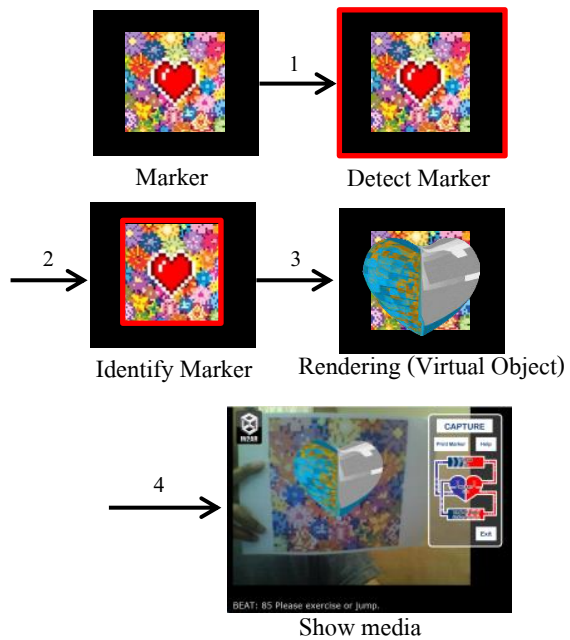 1
Marker
Detect Marker
2
3
Identify Marker
Rendering (Virtual Object)
4
IN2AR
CAPTURE
Print Marker
Help
Exit
BEAT: 85 Please exercise or jump.
Show media